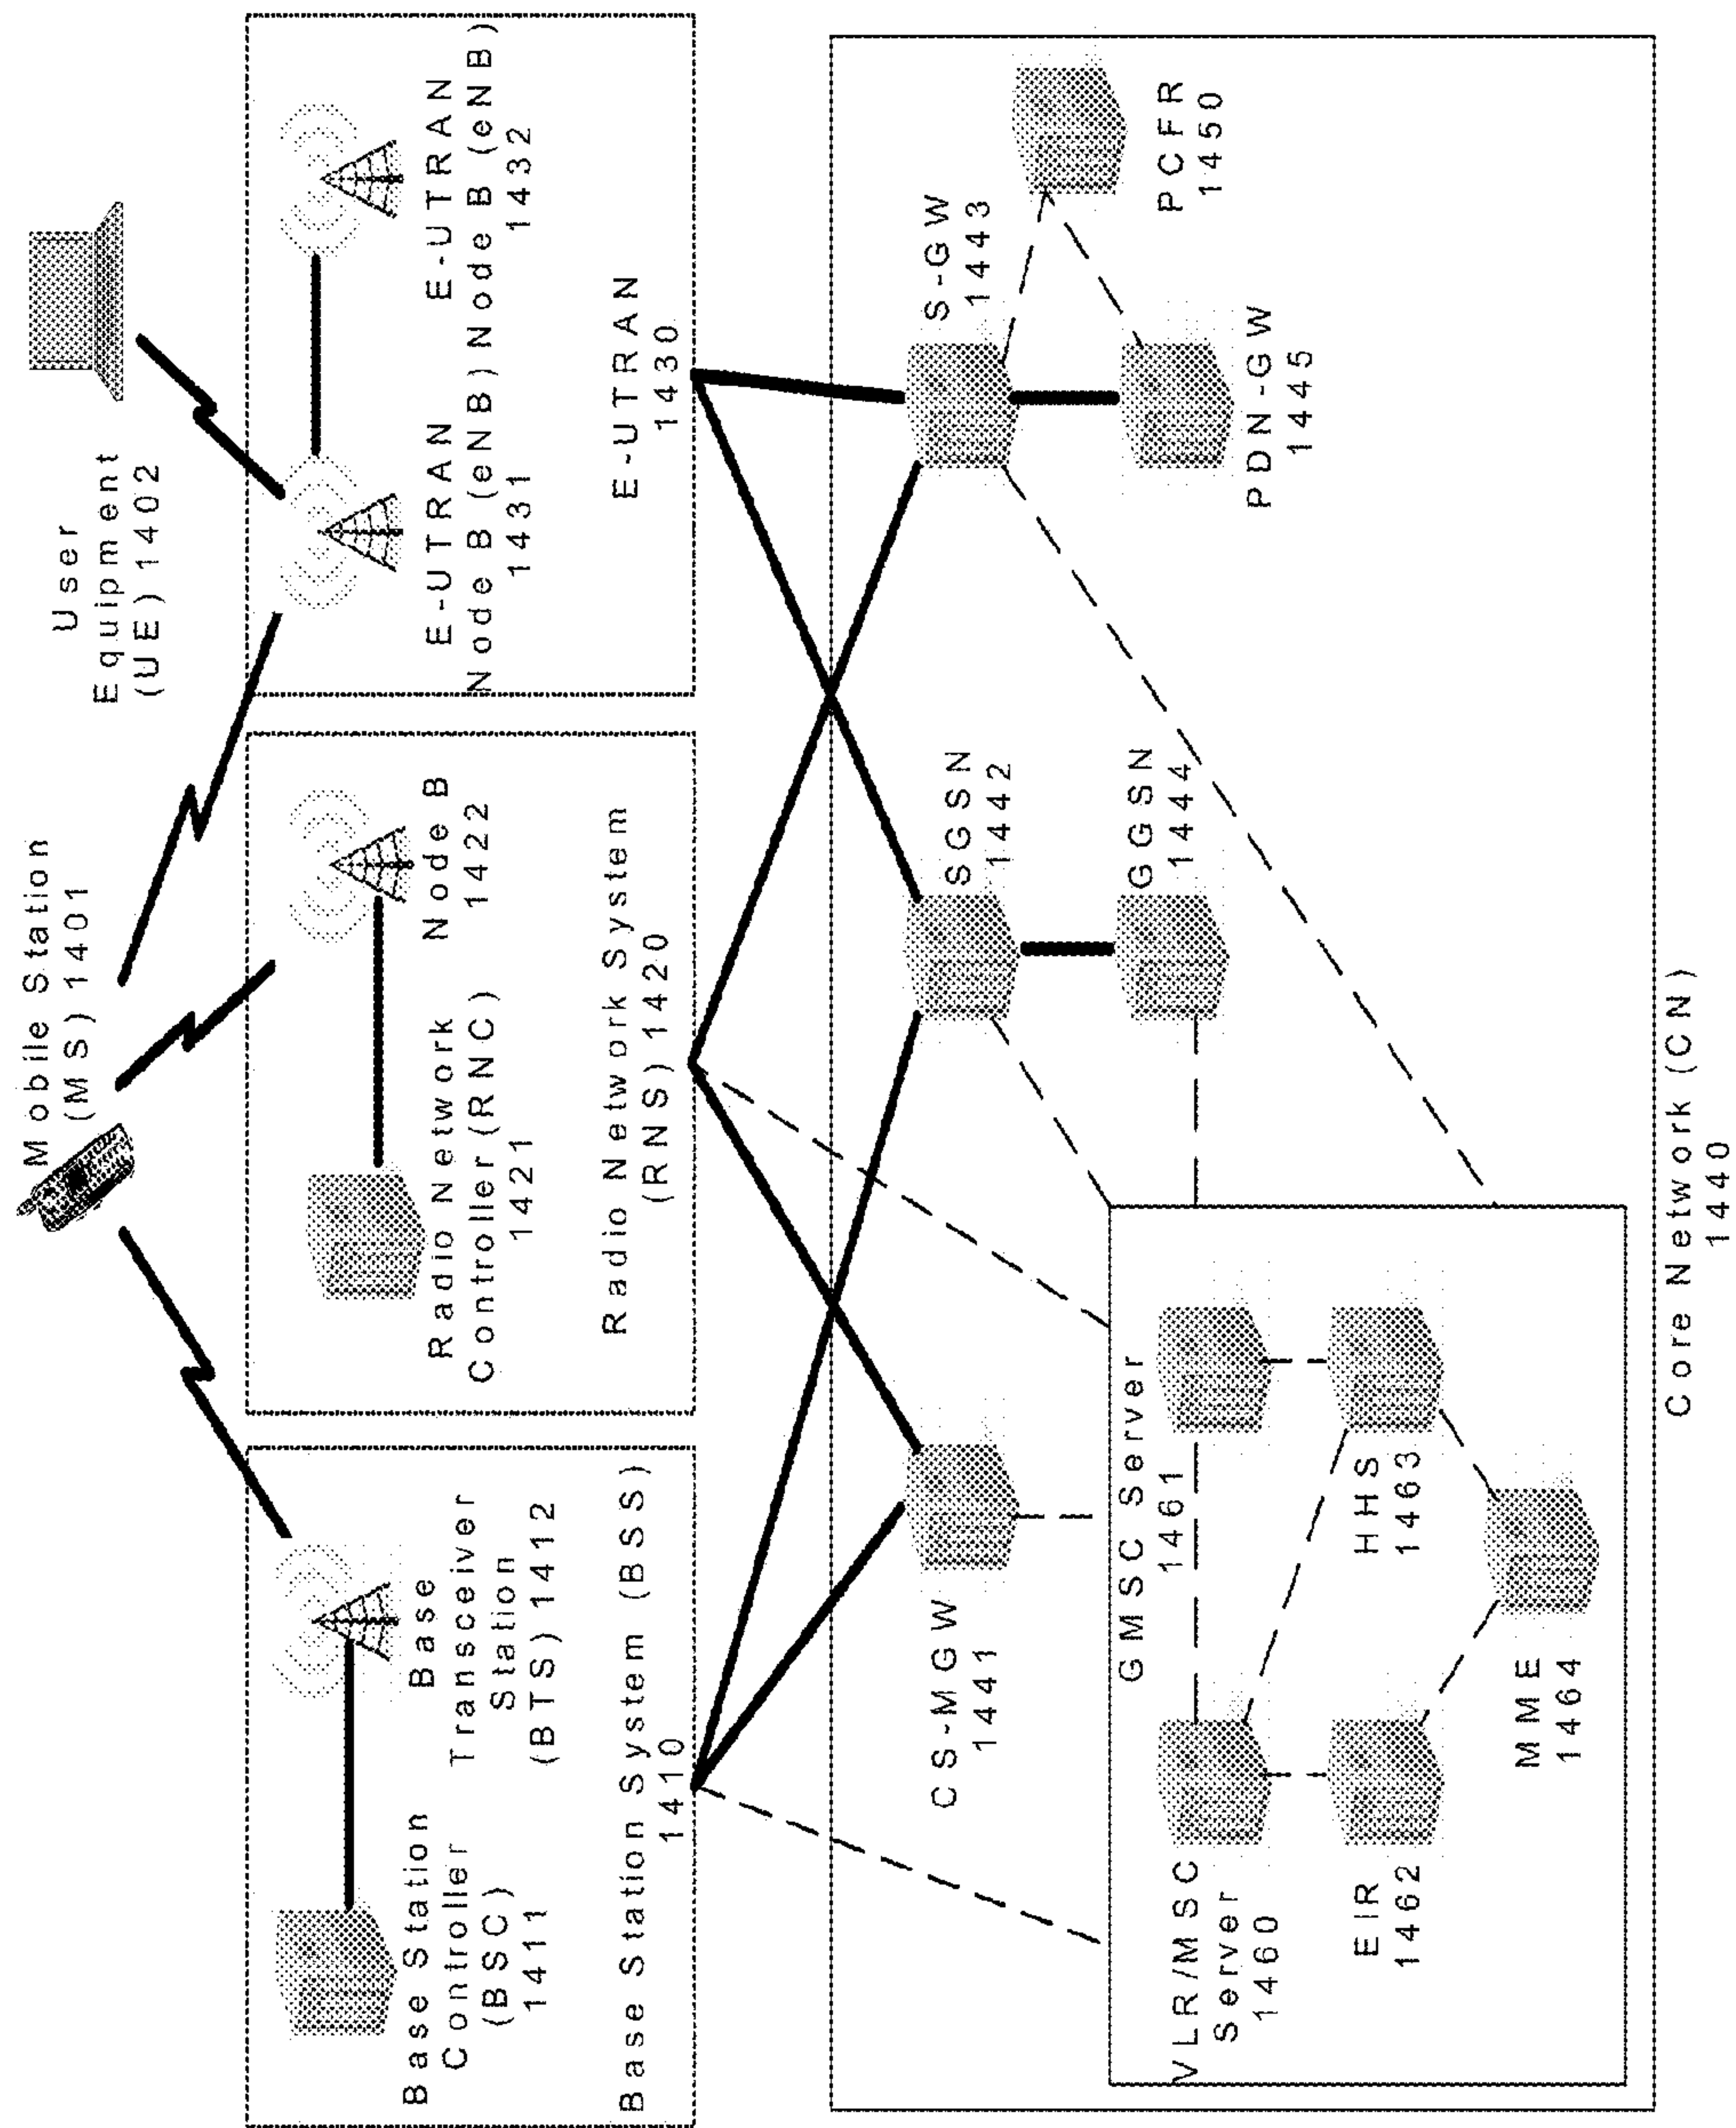 Mobile Station
(MS) 1401
User
Equipment
(UE) 1402
Base Station
Controller
(BSC)
1411
Base
Transceiver
Station
(BTS) 1412
Base Station System (BSS)
1410
Radio Network
Controller (RNC)
1421
Node B
1422
Radio Network System
(RNS) 1420
E-UTRAN
Node B (eNB)
1431
E-UTRAN
Node B (eNB)
1432
E-UTRAN
1430
CS-MGW
1441
SGSN
1442
S-GW
1443
GGSN
1444
PDN-GW
1445
PCFR
1450
VLR/MSC
Server
1460
GMSC Server
1461
EIR
1462
HHS
1463
MME
1464
Core Network (CN)
1440